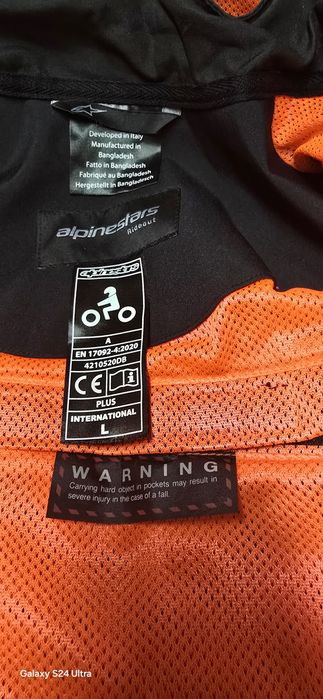 Developed in Italy
Manufactured in
Bangladesh
Fatto in Bangladesh
Fabriqué au Bangladesh
Hergestellt in Bangladesch
alpinestars
Rideout
alpinestars
A
EN 17092-4:2020
4210520DB
CE i
PLUS
INTERNATIONAL
L
WARNING
Carrying hard object in pockets may result in
severe injury in the case of a fall.
Galaxy S24 Ultra